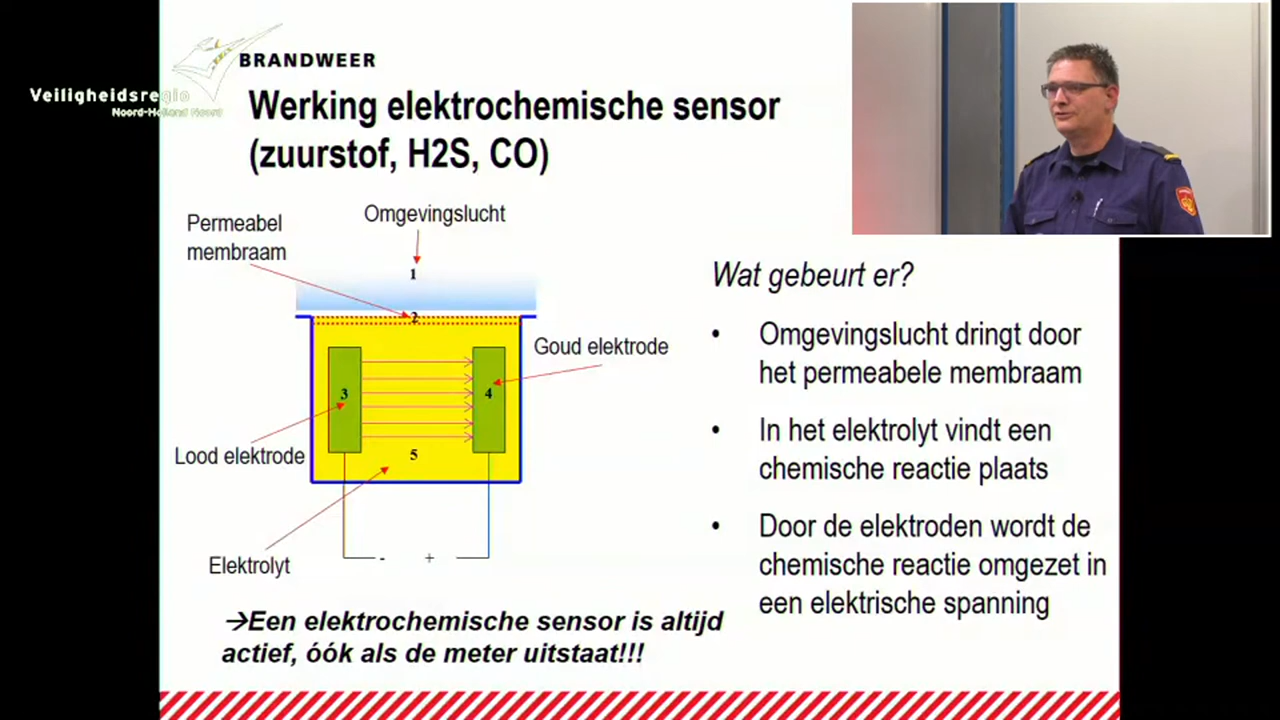 BRANDWEER
Veiligheidsregio
Noord-Holland Noord
Werking elektrochemische sensor
(zuurstof, H2S, CO)
Omgevingslucht
Permeabel
membraam
1
2
Goud elektrode
3
4
Lood elektrode
5
Elektrolyt
- +
→Een elektrochemische sensor is altijd
actief, óók als de meter uitstaat!!!
Wat gebeurt er?
• Omgevingslucht dringt door
het permeabele membraam
• In het elektrolyt vindt een
chemische reactie plaats
• Door de elektroden wordt de
chemische reactie omgezet in
een elektrische spanning